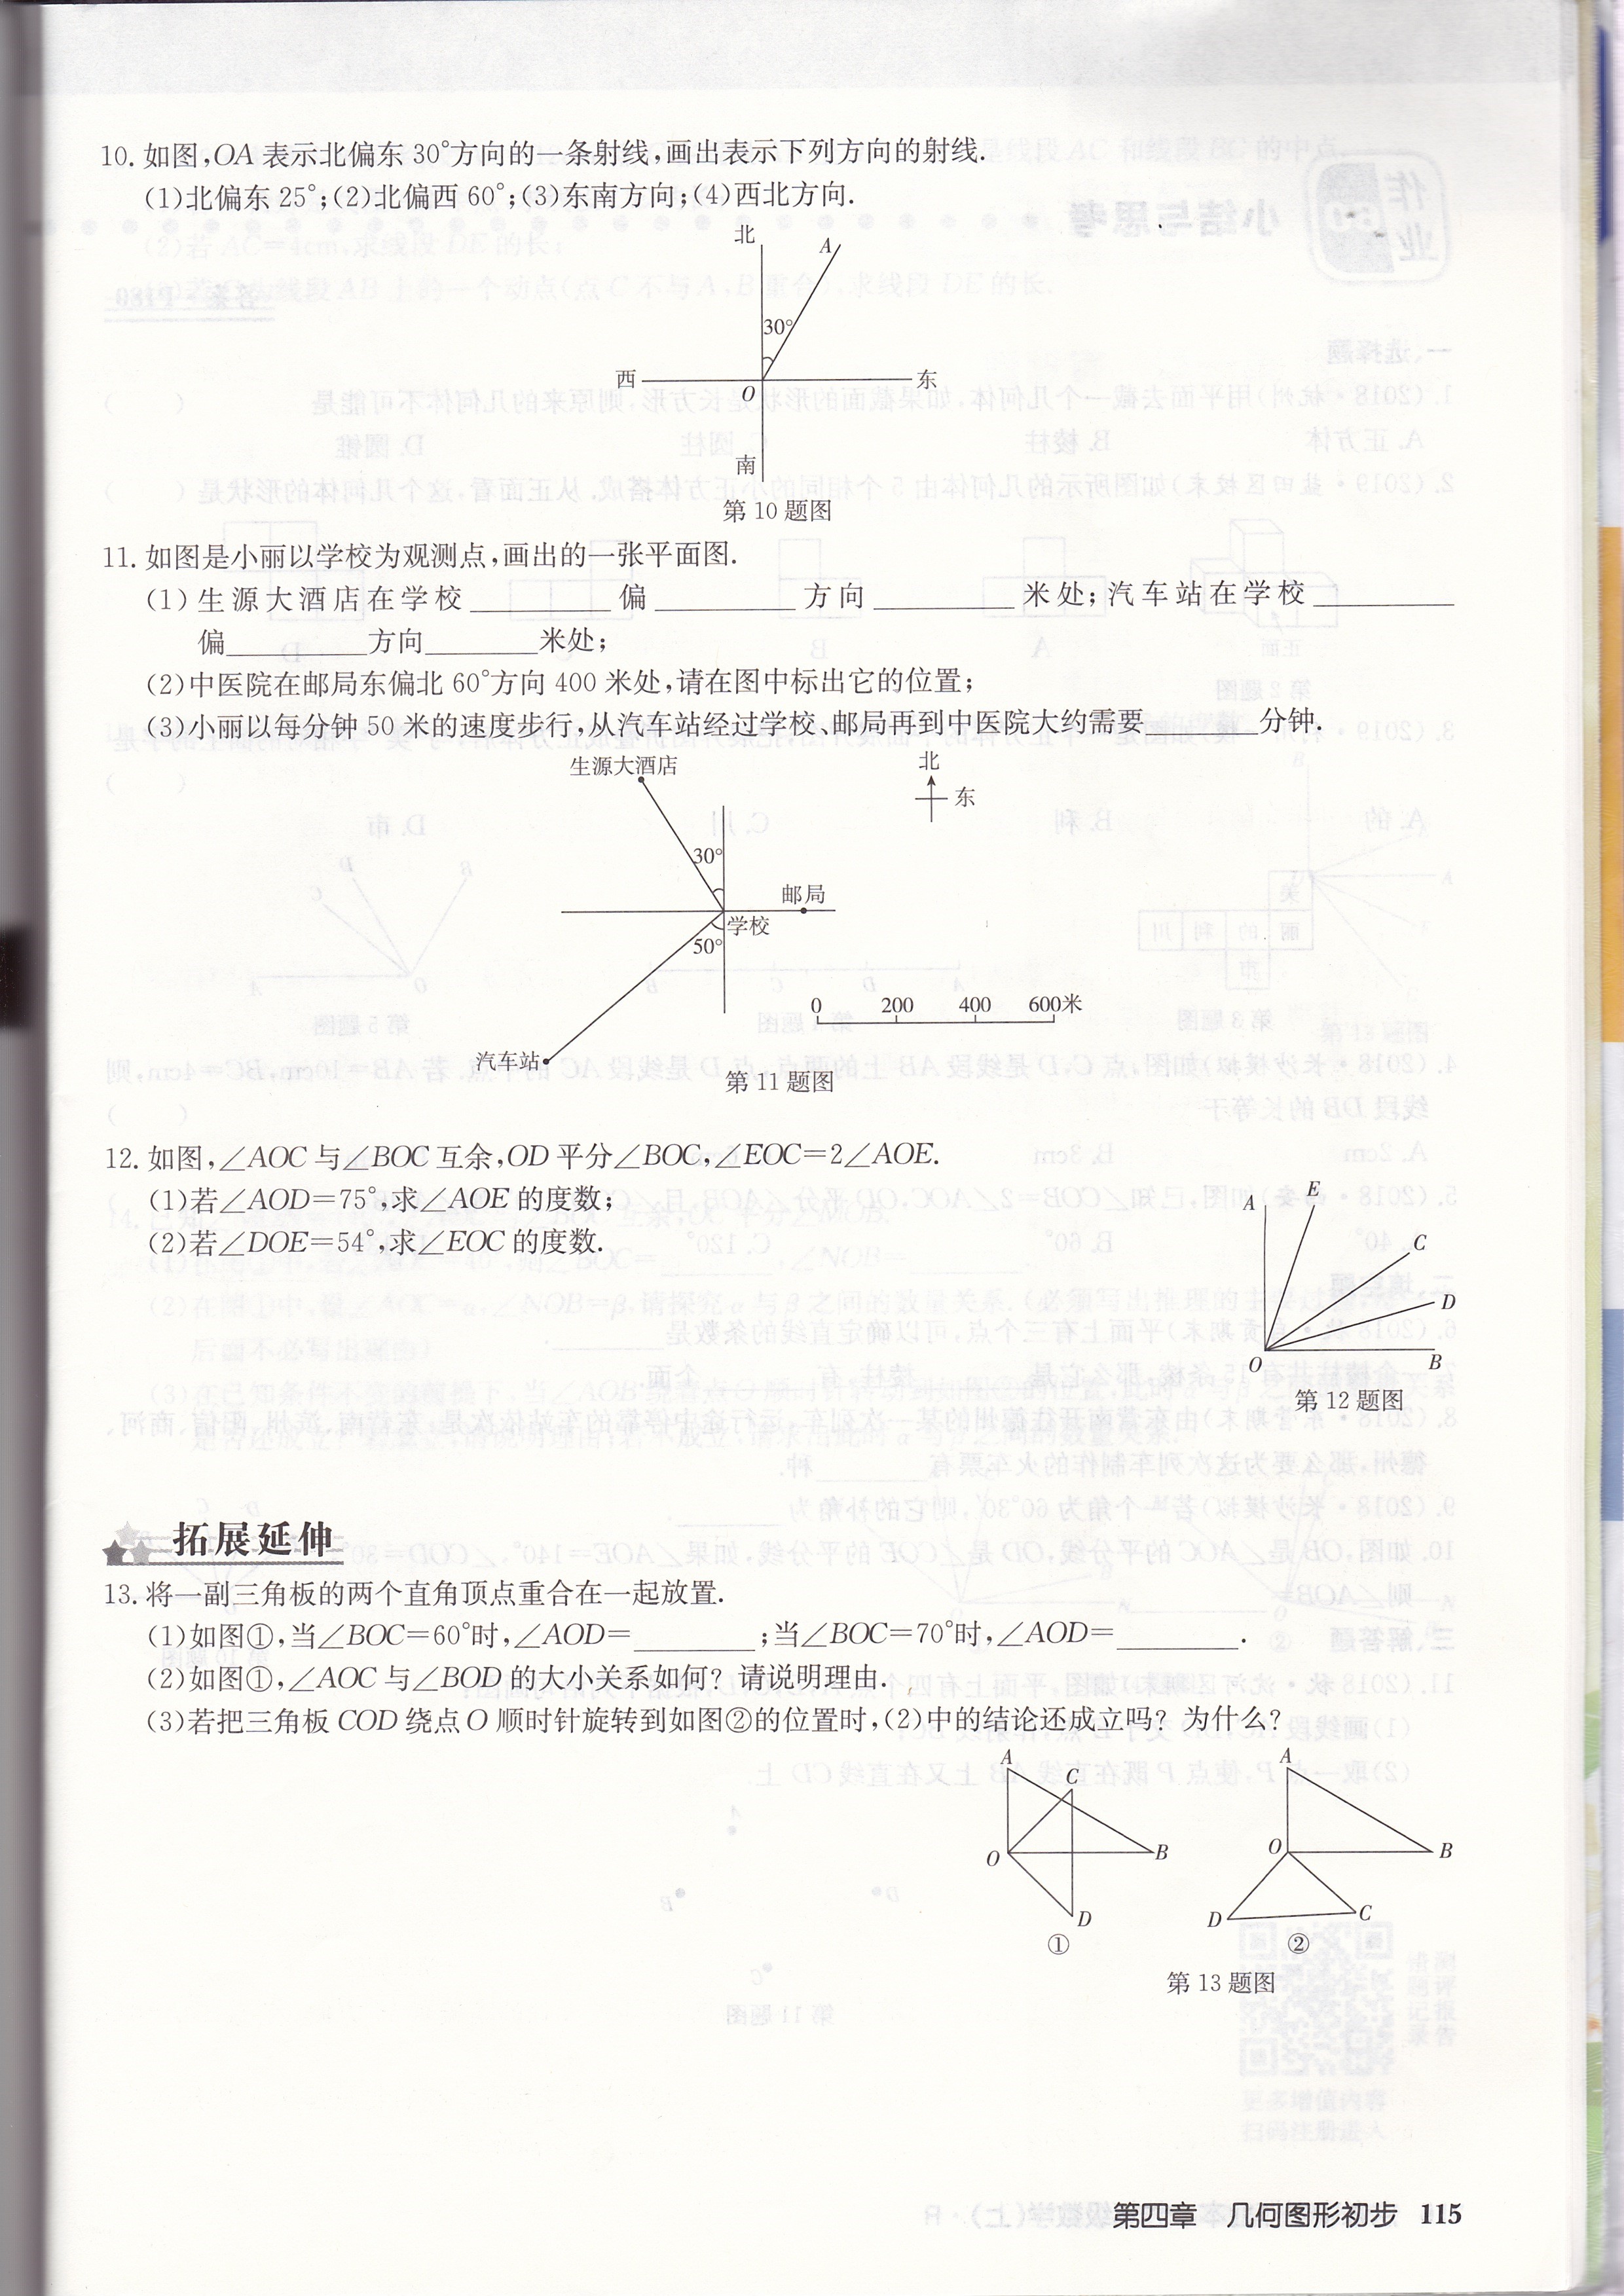 10. 如图,OA 表示北偏东 30°方向的一条射线,画出表示下列方向的射线.
(1)北偏东 25°;(2)北偏西 60°;(3)东南方向;(4)西北方向.
北
A
30°
西
东
O
南
第 10 题图
11. 如图是小丽以学校为观测点,画出的一张平面图.
(1) 生源大酒店在学校________偏________方向________米处;汽车站在学校________
偏________方向________米处;
(2)中医院在邮局东偏北 60°方向 400 米处,请在图中标出它的位置;
(3)小丽以每分钟 50 米的速度步行,从汽车站经过学校、邮局再到中医院大约需要________分钟.
生源大酒店
北
东
30°
邮局
学校
50°
0 200 400 600米
汽车站
第 11 题图
12. 如图,∠AOC 与∠BOC 互余,OD 平分∠BOC,∠EOC=2∠AOE.
(1)若∠AOD=75°,求∠AOE 的度数;
(2)若∠DOE=54°,求∠EOC 的度数.
A
E
C
D
O
B
第 12 题图
拓展延伸
13. 将一副三角板的两个直角顶点重合在一起放置.
(1)如图①,当∠BOC=60°时,∠AOD=________;当∠BOC=70°时,∠AOD=________.
(2)如图①,∠AOC 与∠BOD 的大小关系如何? 请说明理由.
(3)若把三角板 COD 绕点 O 顺时针旋转到如图②的位置时,(2)中的结论还成立吗? 为什么?
A
C
O
B
D
①
A
O
B
D
C
②
第 13 题图
第四章 几何图形初步 115